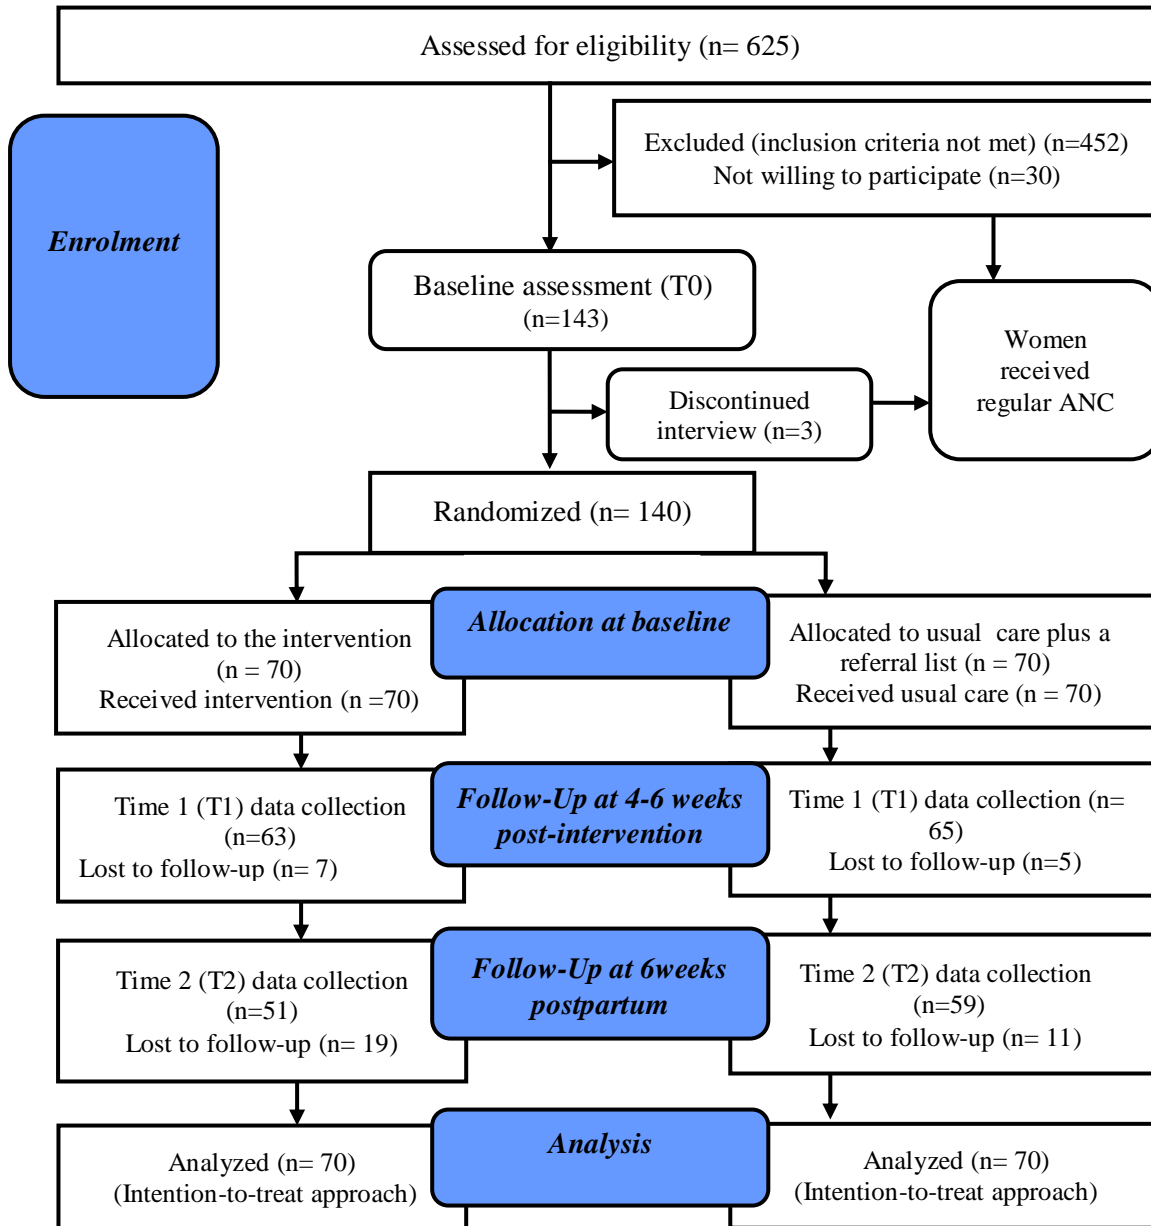 Assessed for eligibility (n= 625)
Excluded (inclusion criteria not met) (n=452)
Not willing to participate (n=30)
Enrolment
Baseline assessment (T0)
(n=143)
Women
received
regular ANC
Discontinued
interview (n=3)
Randomized (n= 140)
Allocation at baseline
Allocated to the intervention
(n = 70)
Received intervention (n =70)
Allocated to usual care plus a
referral list (n = 70)
Received usual care (n = 70)
Follow-Up at 4-6 weeks
post-intervention
Time 1 (T1) data collection
(n=63)
Lost to follow-up (n= 7)
Time 1 (T1) data collection (n=
65)
Lost to follow-up (n=5)
Follow-Up at 6weeks
postpartum
Time 2 (T2) data collection
(n=51)
Lost to follow-up (n= 19)
Time 2 (T2) data collection
(n=59)
Lost to follow-up (n= 11)
Analysis
Analyzed (n= 70)
(Intention-to-treat approach)
Analyzed (n= 70)
(Intention-to-treat approach)